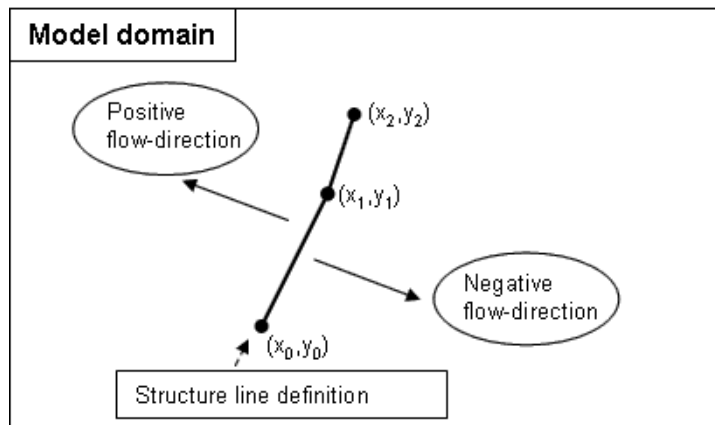 Model domain
Positive
flow-direction
(x₂,y₂)
(x₁,y₁)
Negative
flow-direction
(x₀,y₀)
Structure line definition